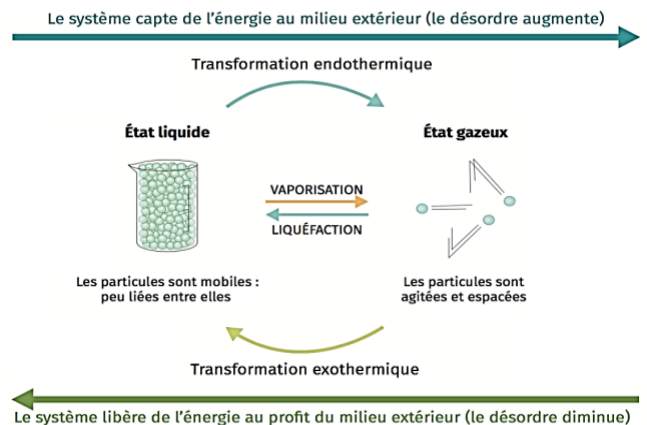 Le système capte de l'énergie au milieu extérieur (le désordre augmente)
Transformation endothermique
État liquide
État gazeux
VAPORISATION
LIQUÉFACTION
Les particules sont mobiles :
peu liées entre elles
Les particules sont
agitées et espacées
Transformation exothermique
Le système libère de l'énergie au profit du milieu extérieur (le désordre diminue)